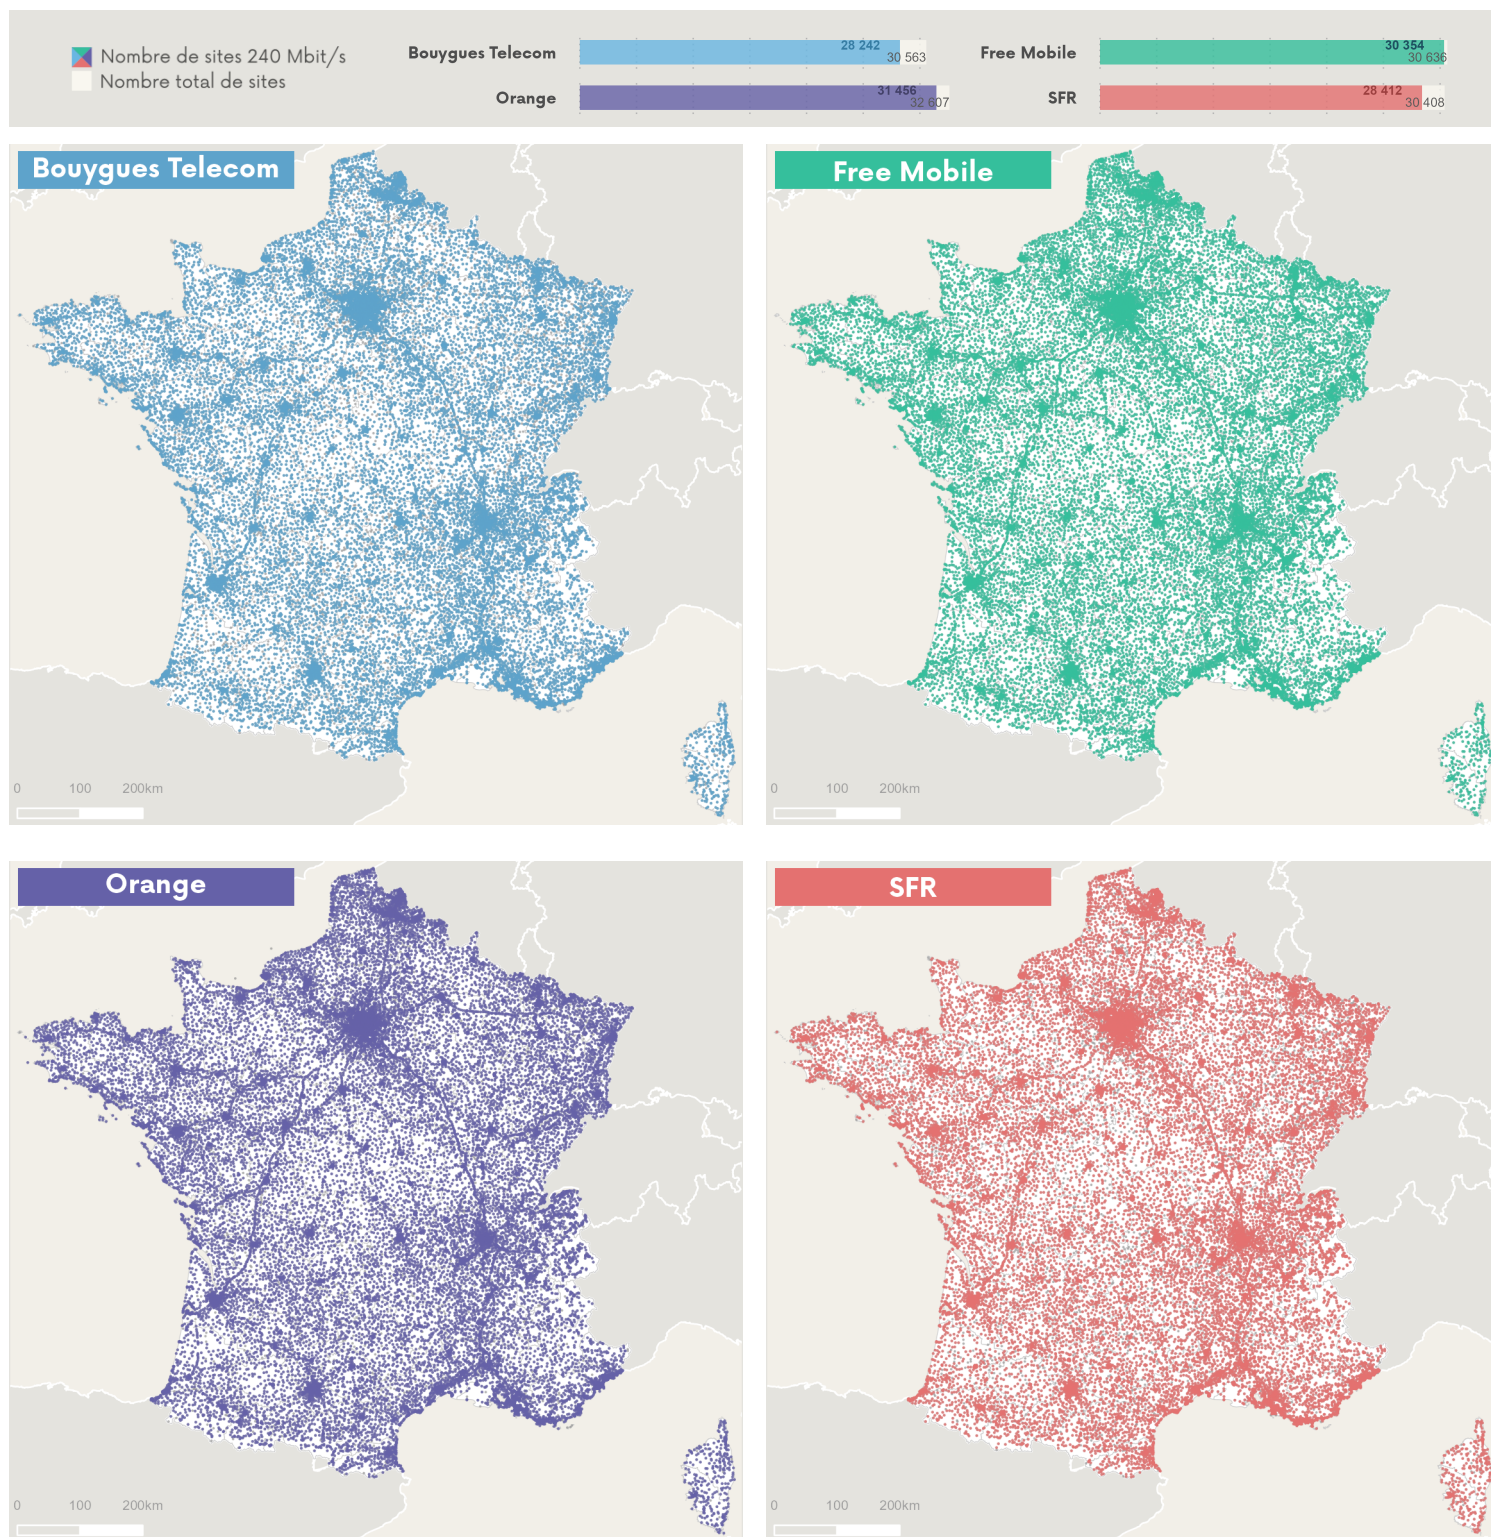 Nombre de sites 240 Mbit/s
Nombre total de sites
Bouygues Telecom
28 242
30 563
Orange
31 456
32 607
Free Mobile
30 354
30 636
SFR
28 412
30 408
Bouygues Telecom
0 100 200km
Free Mobile
0 100 200km
Orange
0 100 200km
SFR
0 100 200km